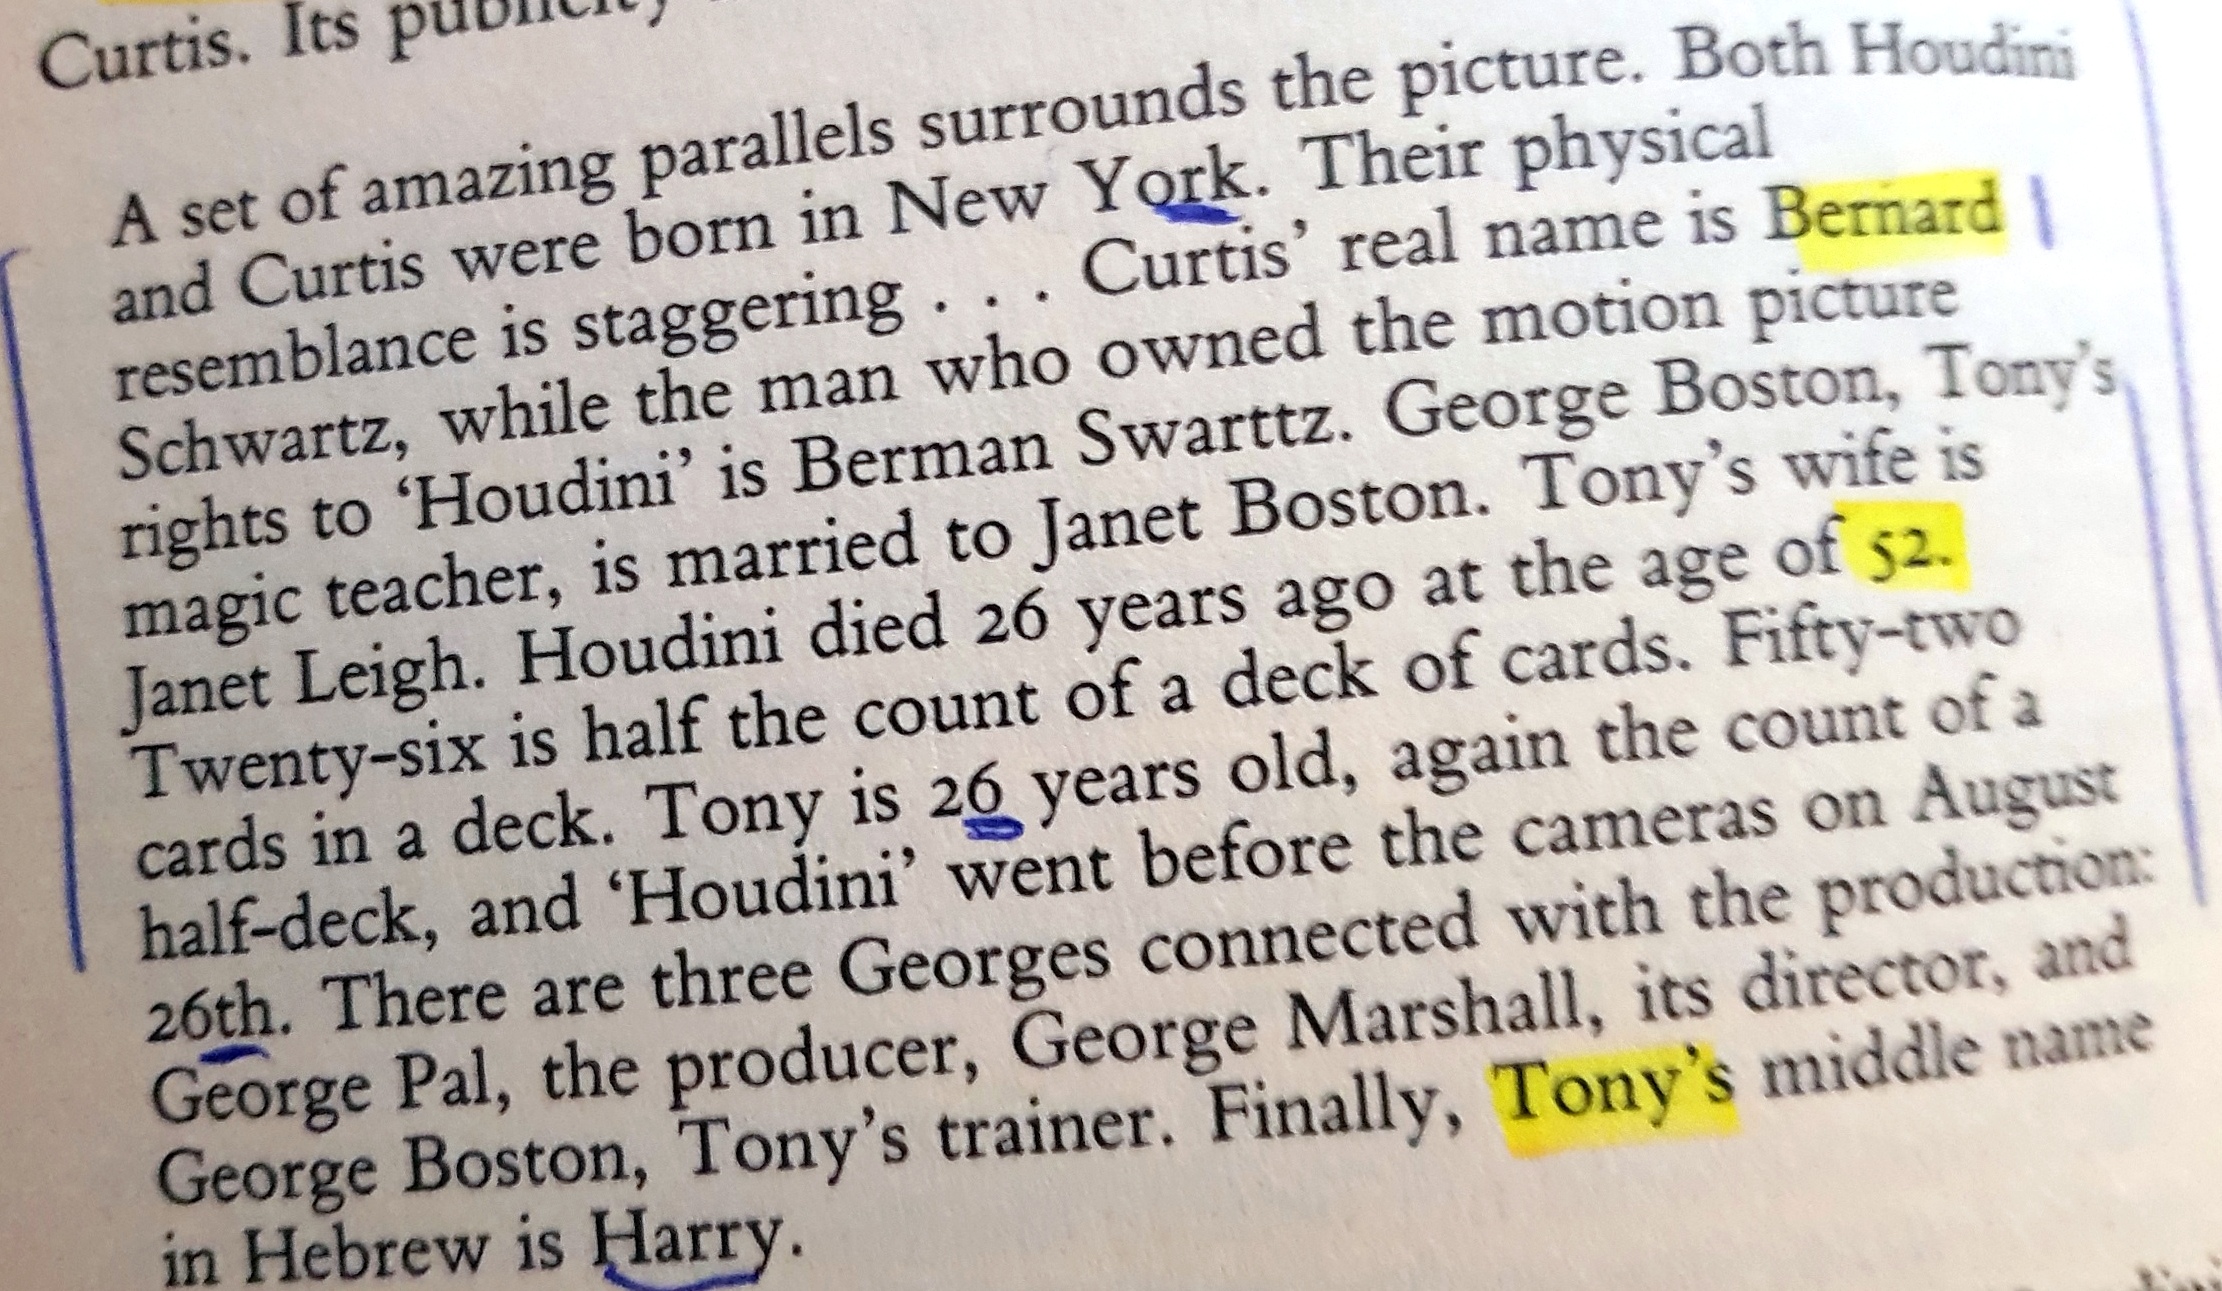 Curtis. Its publicity
A set of amazing parallels surrounds the picture. Both Houdini
and Curtis were born in New York. Their physical
resemblance is staggering . . . Curtis’ real name is Bernard
Schwartz, while the man who owned the motion picture
rights to ‘Houdini’ is Berman Swarttz. George Boston, Tony’s
magic teacher, is married to Janet Boston. Tony’s wife is
Janet Leigh. Houdini died 26 years ago at the age of 52.
Twenty-six is half the count of a deck of cards. Fifty-two
cards in a deck. Tony is 26 years old, again the count of a
half-deck, and ‘Houdini’ went before the cameras on August
26th. There are three Georges connected with the production:
George Pal, the producer, George Marshall, its director, and
George Boston, Tony’s trainer. Finally, Tony’s middle name
in Hebrew is Harry.